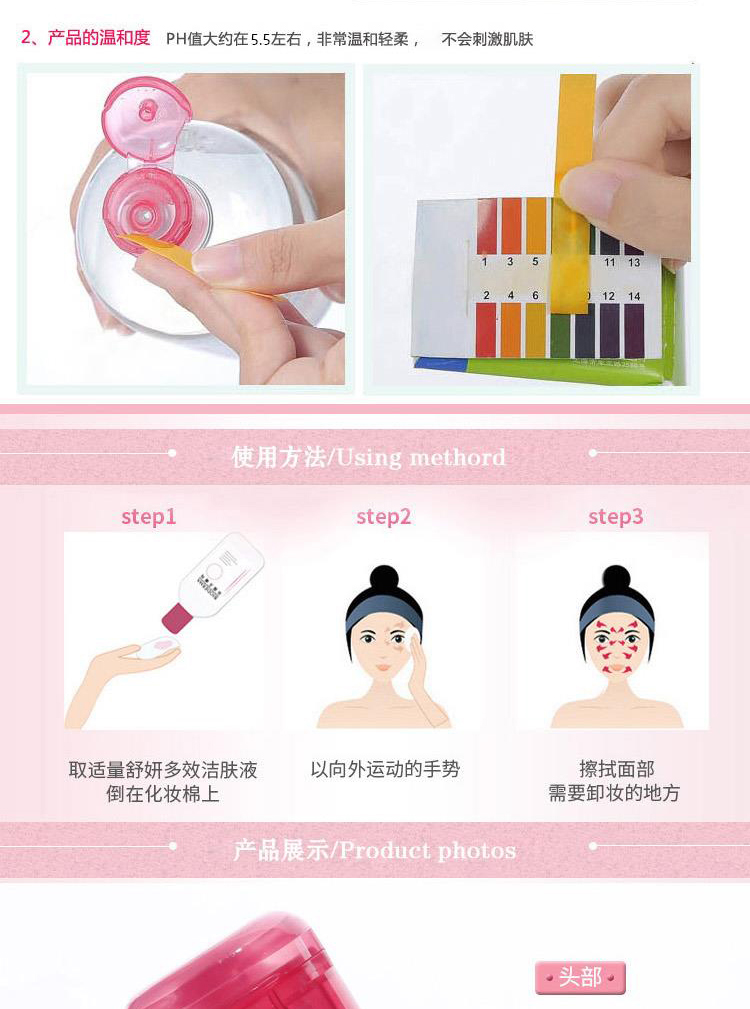 2、产品的温和度 PH值大约在5.5左右，非常温和轻柔， 不会刺激肌肤
1 3 5 11 13
2 4 6 12 14
使用方法/Using methord
step1 step2 step3
取适量舒妍多效洁肤液 以向外运动的手势 擦拭面部
倒在化妆棉上 需要卸妆的地方
产品展示/Product photos
头部